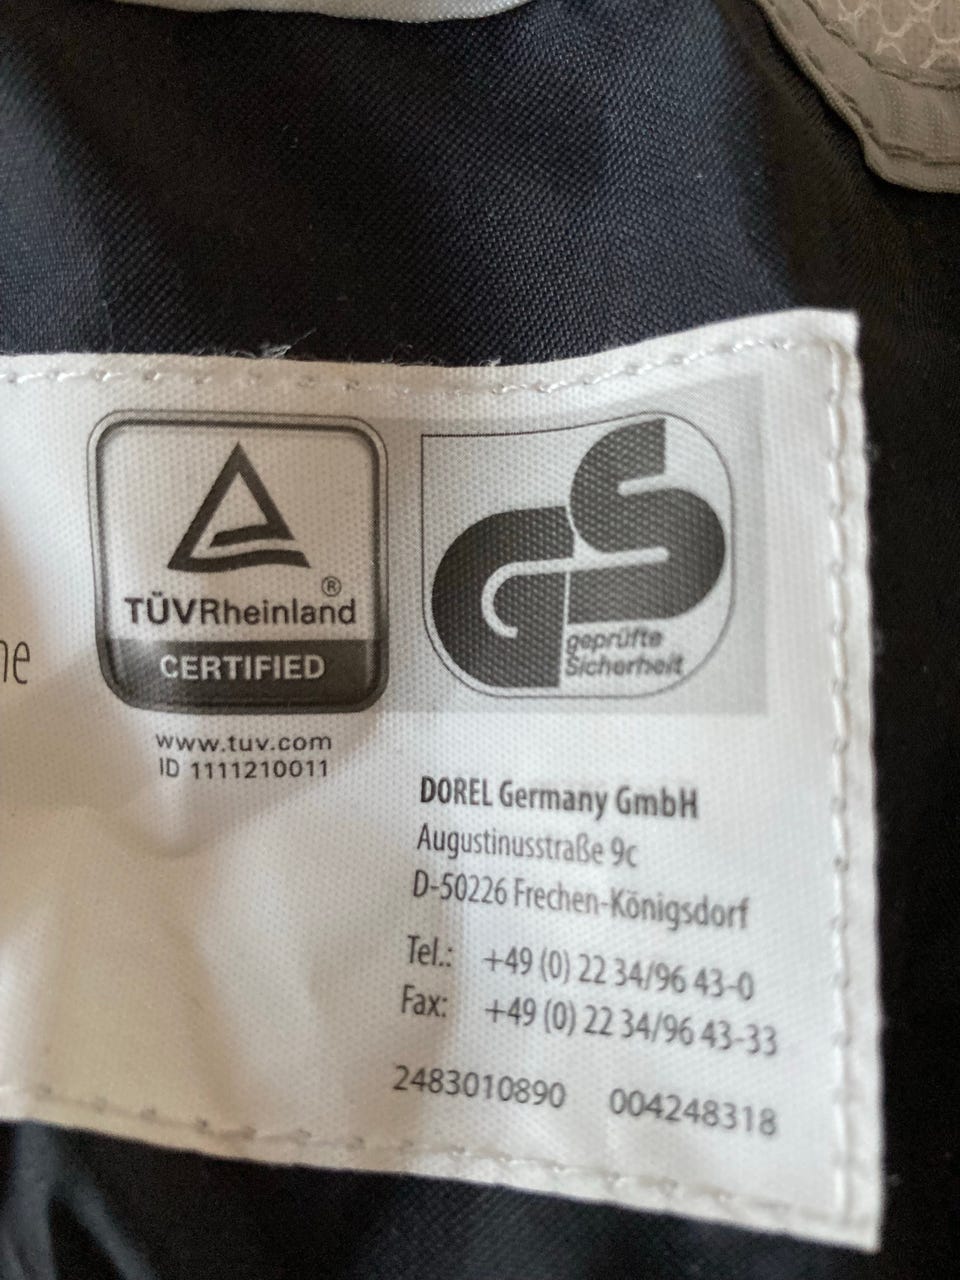 TÜVRheinland®
CERTIFIED
www.tuv.com
ID 1111210011
GS
geprüfte
Sicherheit
DOREL Germany GmbH
Augustinusstraße 9c
D-50226 Frechen-Königsdorf
Tel.: +49 (0) 22 34/96 43-0
Fax: +49 (0) 22 34/96 43-33
2483010890 004248318